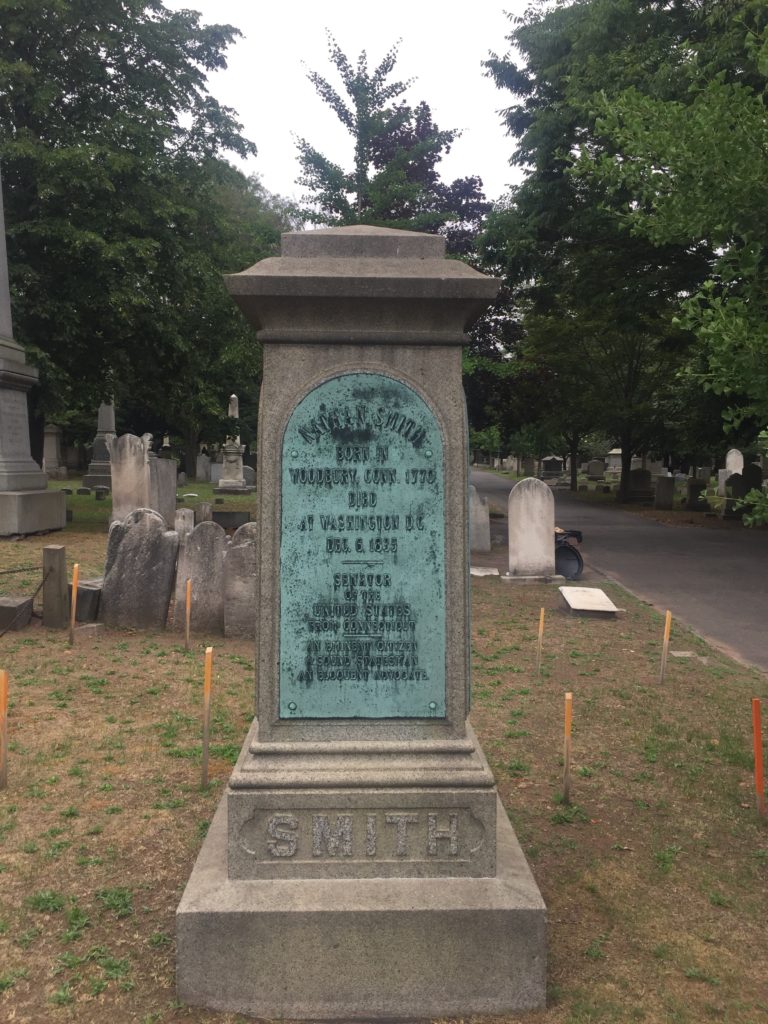 NATHAN SMITH
BORN IN
WOODBURY, CONN. 1770
DIED
AT WASHINGTON D.C.
DEC. 6, 1835
SENATOR
OF THE
UNITED STATES
FROM CONNECTICUT
AN EMINENT CITIZEN
A SOUND STATESMAN
AN ELOQUENT ADVOCATE.
SMITH